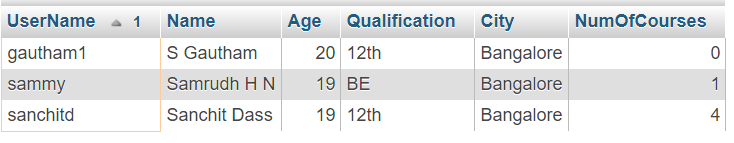 UserName 1 Name Age Qualification City NumOfCourses
gautham1 S Gautham 20 12th Bangalore 0
sammy Samrudh H N 19 BE Bangalore 1
sanchitd Sanchit Dass 19 12th Bangalore 4